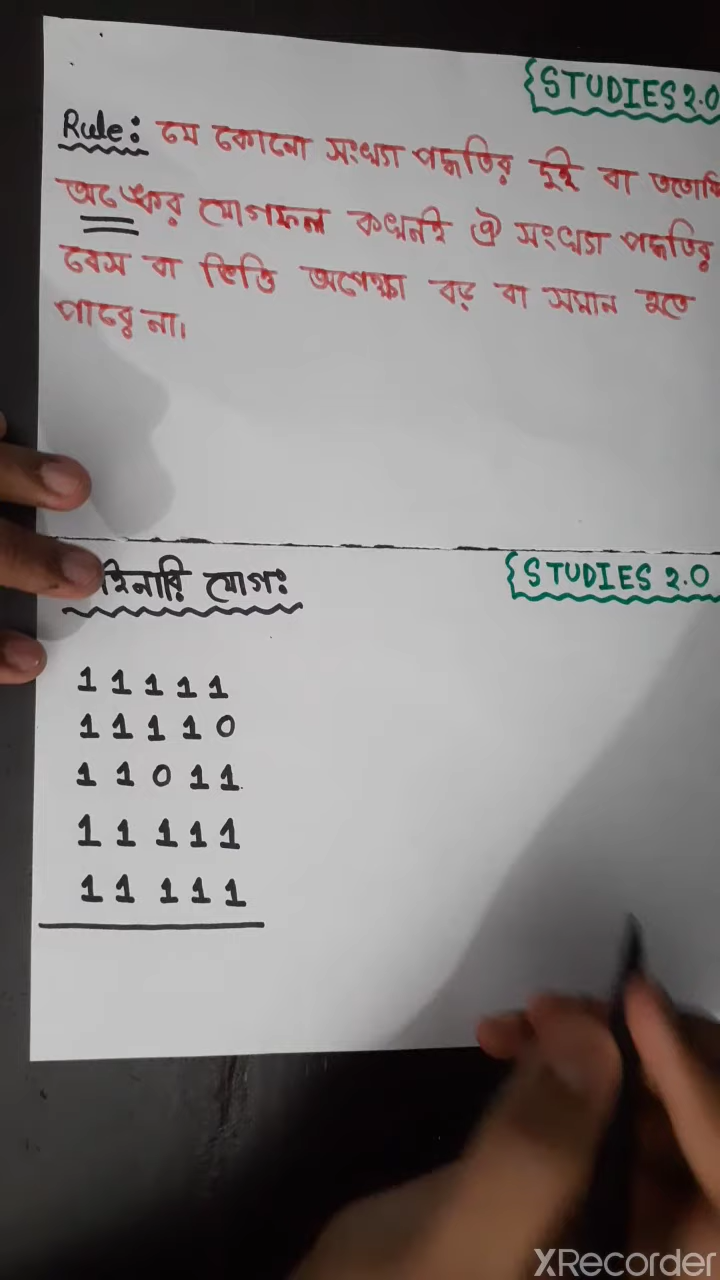 {STUDIES 2.0
Rule: যে কোনো সংখ্যা পদ্ধতির দুই বা ততোধি
অঙ্কের যোগফল কখনই ঐ সংখ্যা পদ্ধতির
বেস বা ভিত্তি অপেক্ষা বড় বা সমান হতে
পারে না।
ইনারি যোগঃ
{STUDIES 2.0
1 1 1 1 1
1 1 1 1 0
1 1 0 1 1
1 1 1 1 1
1 1 1 1 1
XRecorder